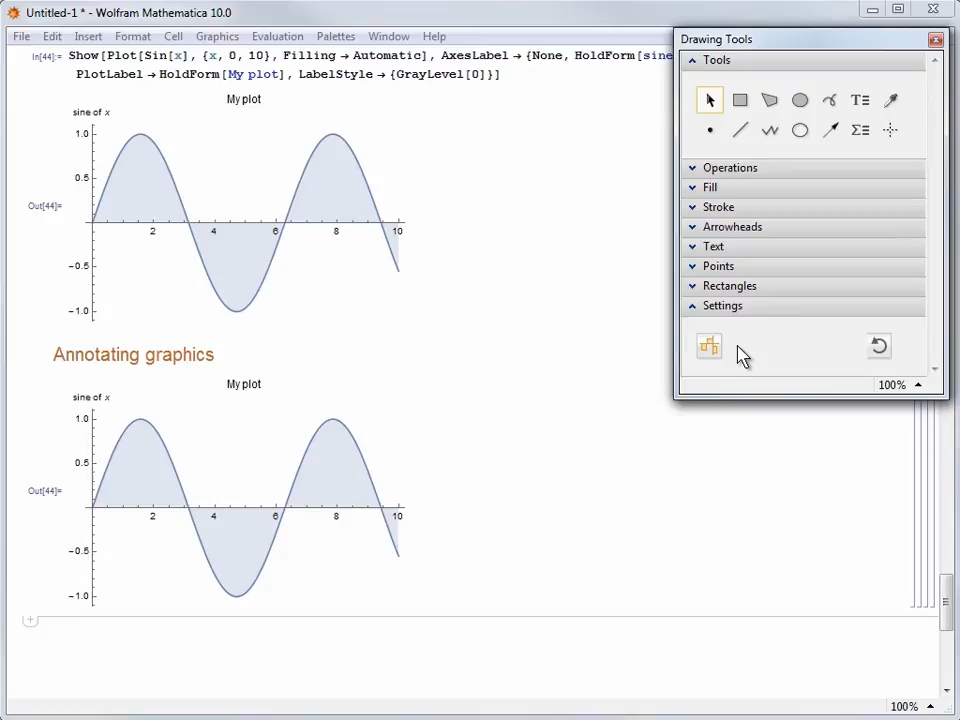 Untitled-1 * - Wolfram Mathematica 10.0
File Edit Insert Format Cell Graphics Evaluation Palettes Window Help
In[44]:= Show[Plot[Sin[x], {x, 0, 10}, Filling → Automatic], AxesLabel → {None, HoldForm[sine
PlotLabel → HoldForm[My plot], LabelStyle → {GrayLevel[0]}]
My plot
sine of x
1.0
0.5
Out[44]=
2 4 6 8 10
−0.5
−1.0
Annotating graphics
My plot
sine of x
1.0
0.5
Out[44]=
2 4 6 8 10
−0.5
−1.0
100%
Drawing Tools
Tools
Operations
Fill
Stroke
Arrowheads
Text
Points
Rectangles
Settings
100%